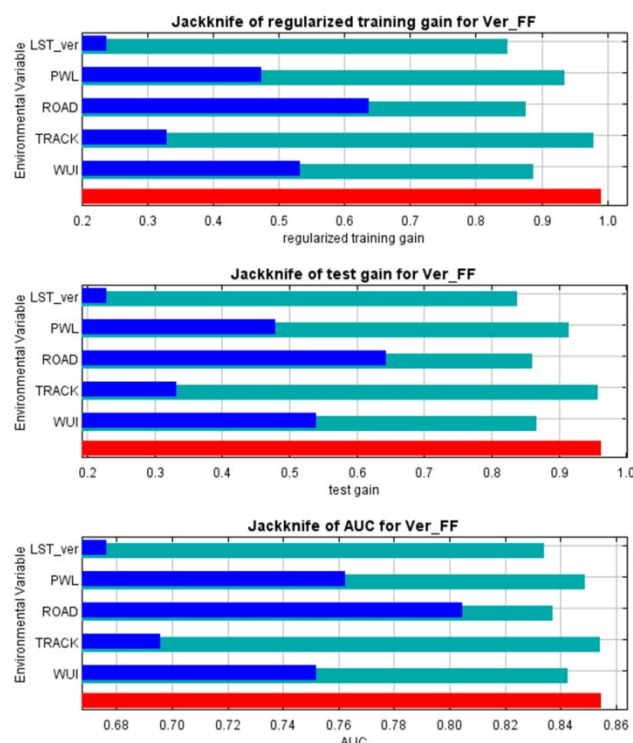 Jackknife of regularized training gain for Ver_FF
Environmental Variable
LST_ver
PWL
ROAD
TRACK
WUI
0.2 0.3 0.4 0.5 0.6 0.7 0.8 0.9 1.0
regularized training gain
Jackknife of test gain for Ver_FF
Environmental Variable
LST_ver
PWL
ROAD
TRACK
WUI
0.2 0.3 0.4 0.5 0.6 0.7 0.8 0.9 1.0
test gain
Jackknife of AUC for Ver_FF
Environmental Variable
LST_ver
PWL
ROAD
TRACK
WUI
0.68 0.70 0.72 0.74 0.76 0.78 0.80 0.82 0.84 0.86
AUC